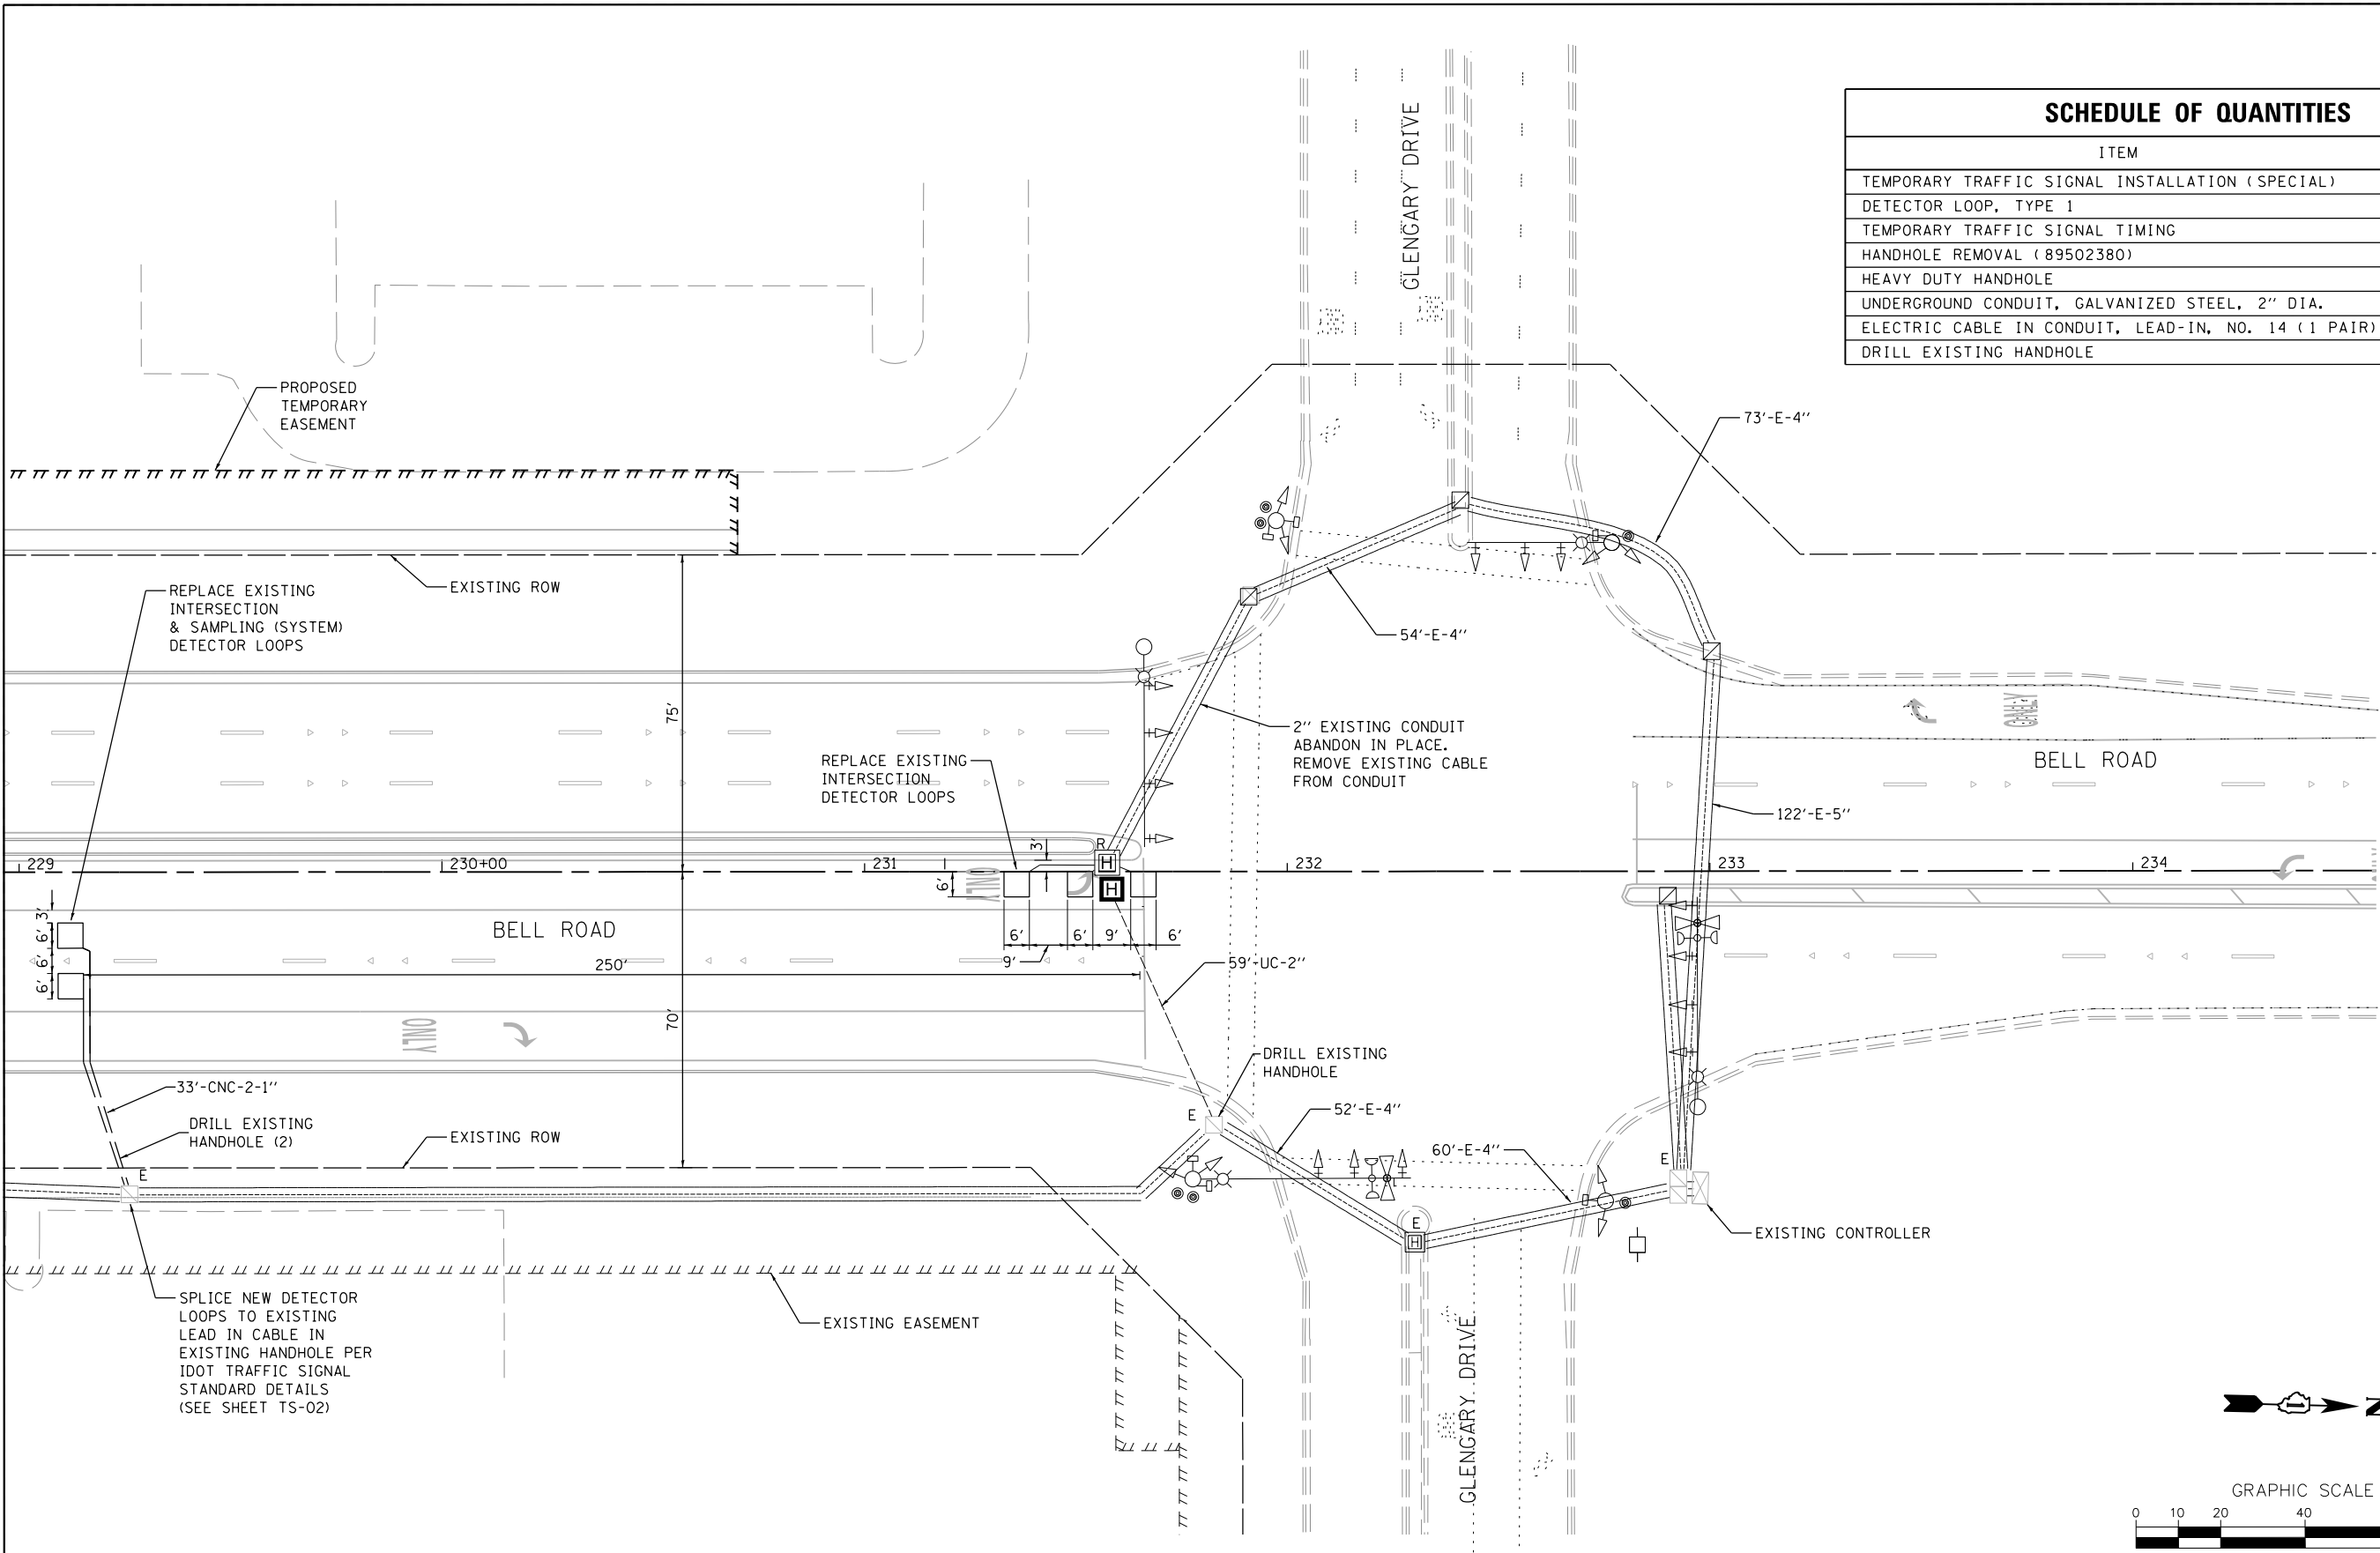 SCHEDULE OF QUANTITIES
ITEM
TEMPORARY TRAFFIC SIGNAL INSTALLATION (SPECIAL)
DETECTOR LOOP, TYPE 1
TEMPORARY TRAFFIC SIGNAL TIMING
HANDHOLE REMOVAL (89502380)
HEAVY DUTY HANDHOLE
UNDERGROUND CONDUIT, GALVANIZED STEEL, 2" DIA.
ELECTRIC CABLE IN CONDUIT, LEAD-IN, NO. 14 (1 PAIR)
DRILL EXISTING HANDHOLE
GLENGARY DRIVE
PROPOSED
TEMPORARY
EASEMENT
73'-E-4"
EXISTING ROW
REPLACE EXISTING
INTERSECTION
& SAMPLING (SYSTEM)
DETECTOR LOOPS
54'-E-4"
75'
2" EXISTING CONDUIT
ABANDON IN PLACE.
REMOVE EXISTING CABLE
FROM CONDUIT
REPLACE EXISTING
INTERSECTION
DETECTOR LOOPS
ONLY
BELL ROAD
122'-E-5"
R
H
3'
229
230+00
231
232
233
234
6'
ONLY
H
3'
6'
6'
6'
BELL ROAD
6'
6'
9'
6'
9'
250'
59'-UC-2"
70'
ONLY
DRILL EXISTING
HANDHOLE
33'-CNC-2-1"
DRILL EXISTING
HANDHOLE (2)
EXISTING ROW
E
52'-E-4"
60'-E-4"
E
E
E
H
EXISTING CONTROLLER
SPLICE NEW DETECTOR
LOOPS TO EXISTING
LEAD IN CABLE IN
EXISTING HANDHOLE PER
IDOT TRAFFIC SIGNAL
STANDARD DETAILS
(SEE SHEET TS-02)
EXISTING EASEMENT
GLENGARY DRIVE
N
GRAPHIC SCALE
0 10 20 40